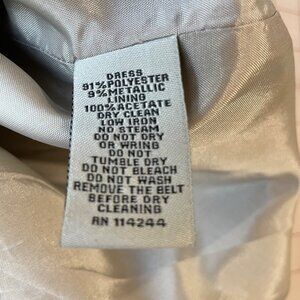 DRESS
91%POLYESTER
9%METALLIC
LINING
100%ACETATE
DRY CLEAN
LOW IRON
NO STEAM
DO NOT DRY
OR WRING
DO NOT
TUMBLE DRY
DO NOT BLEACH
DO NOT WASH
REMOVE THE BELT
BEFORE DRY
CLEANING
RN 114244